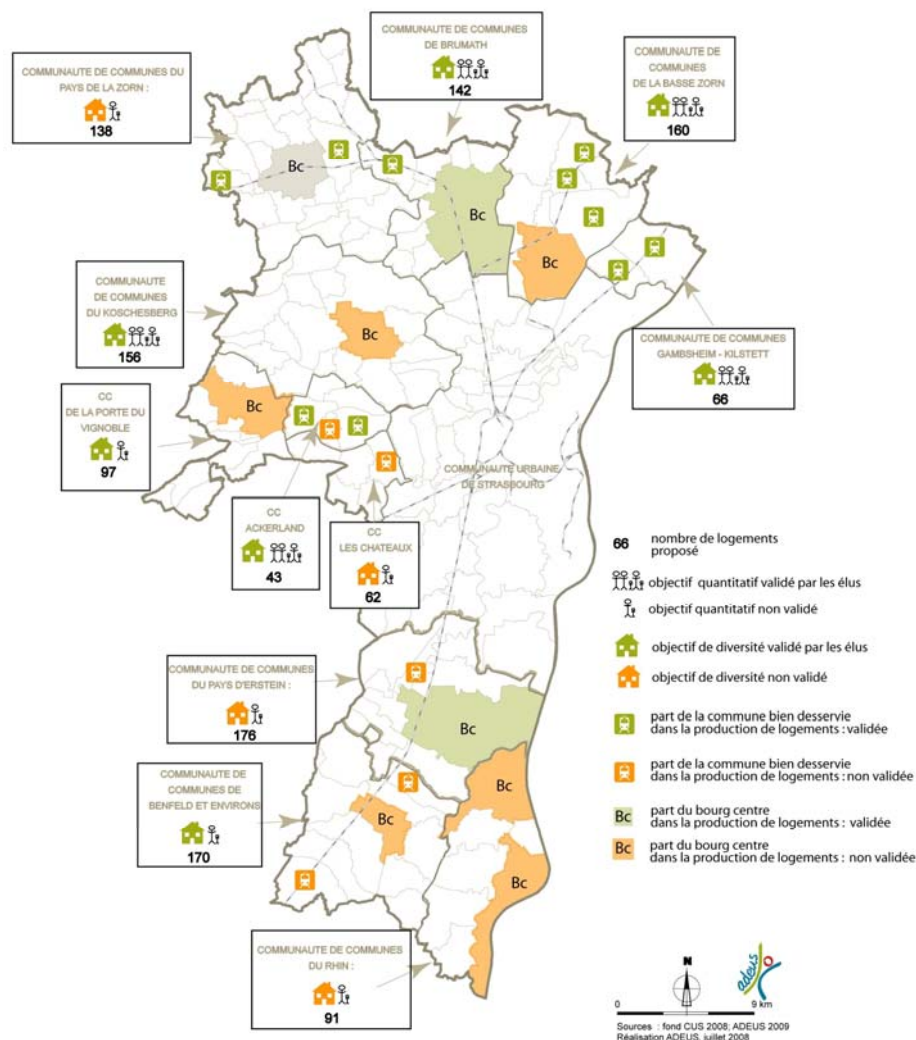 COMMUNAUTE DE COMMUNES
DE BRUMATH
142
COMMUNAUTE DE COMMUNES DU
PAYS DE LA ZORN :
138
COMMUNAUTE DE
COMMUNES
DE LA BASSE ZORN
160
Bc
Bc
Bc
COMMUNAUTE
DE COMMUNES
DU KOSCHESBERG
156
Bc
COMMUNAUTE DE COMMUNES
GAMBSHEIM - KILSTETT
66
CC
DE LA PORTE DU
VIGNOBLE
97
Bc
COMMUNAUTE URBAINE
DE STRASBOURG
CC
ACKERLAND
43
CC
LES CHATEAUX
62
66 nombre de logements
proposé
objectif quantitatif validé par les élus
objectif quantitatif non validé
objectif de diversité validé par les élus
objectif de diversité non validé
part de la commune bien desservie
dans la production de logements : validée
part de la commune bien desservie
dans la production de logements : non validée
Bc part du bourg centre
dans la production de logements : validée
Bc part du bourg centre
dans la production de logements : non validée
COMMUNAUTE DE COMMUNES
DU PAYS D'ERSTEIN :
176
Bc
COMMUNAUTE DE
COMMUNES DE
BENFELD ET ENVIRONS
170
Bc
Bc
Bc
COMMUNAUTE DE COMMUNES
DU RHIN :
91
N
adeus
0 9 km
Sources : fond CUS 2008; ADEUS 2009
Réalisation ADEUS, juillet 2008